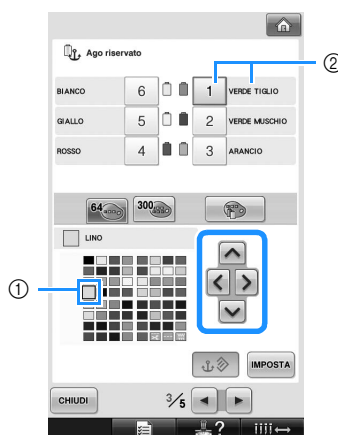 Ago riservato
BIANCO 6 1 VERDE TIGLIO
GIALLO 5 2 VERDE MUSCHIO
ROSSO 4 3 ARANCIO
64 300
LINO
IMPOSTA
CHIUDI 3/5
?
①
②